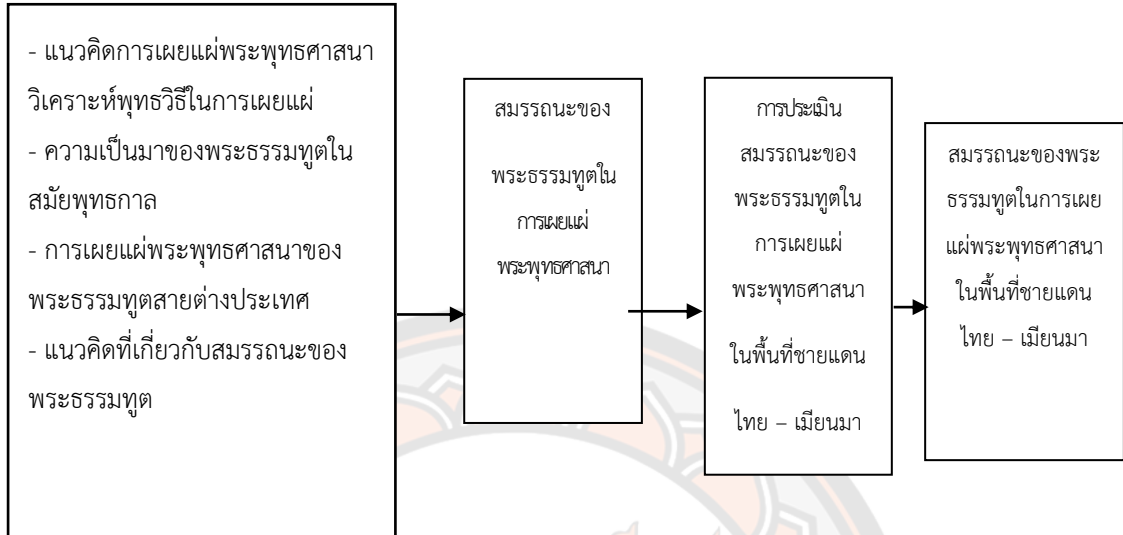 - แนวคิดการเผยแผ่พระพุทธศาสนา
วิเคราะห์พุทธวิธีในการเผยแผ่
- ความเป็นมาของพระธรรมทูตใน
สมัยพุทธกาล
- การเผยแผ่พระพุทธศาสนาของ
พระธรรมทูตสายต่างประเทศ
- แนวคิดที่เกี่ยวกับสมรรถนะของ
พระธรรมทูต
สมรรถนะของ
พระธรรมทูตใน
การเผยแผ่
พระพุทธศาสนา
การประเมิน
สมรรถนะของ
พระธรรมทูตใน
การเผยแผ่
พระพุทธศาสนา
ในพื้นที่ชายแดน
ไทย – เมียนมา
สมรรถนะของพระ
ธรรมทูตในการเผย
แผ่พระพุทธศาสนา
ในพื้นที่ชายแดน
ไทย – เมียนมา